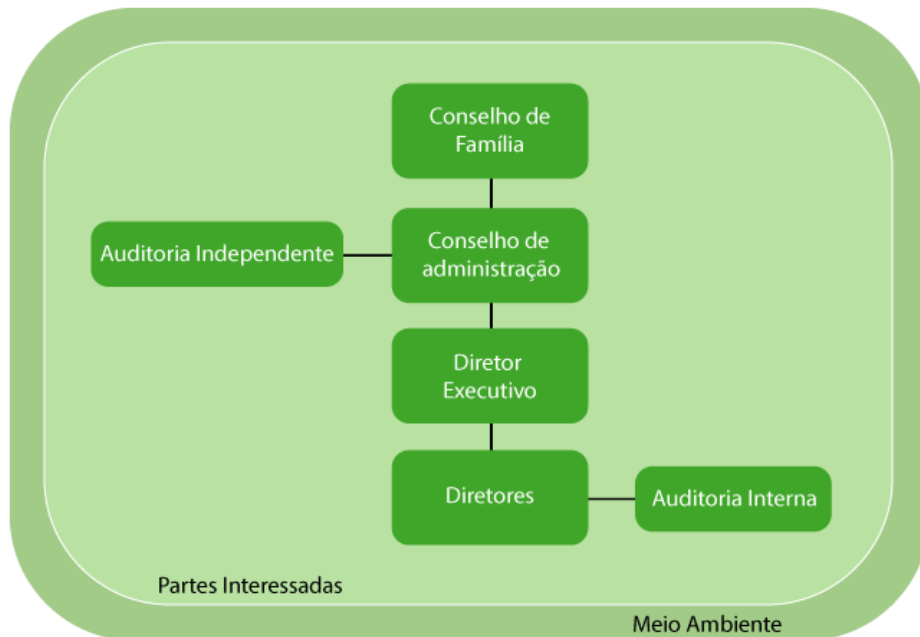 Conselho de
Família
Auditoria Independente
Conselho de
administração
Diretor
Executivo
Diretores
Auditoria Interna
Partes Interessadas
Meio Ambiente